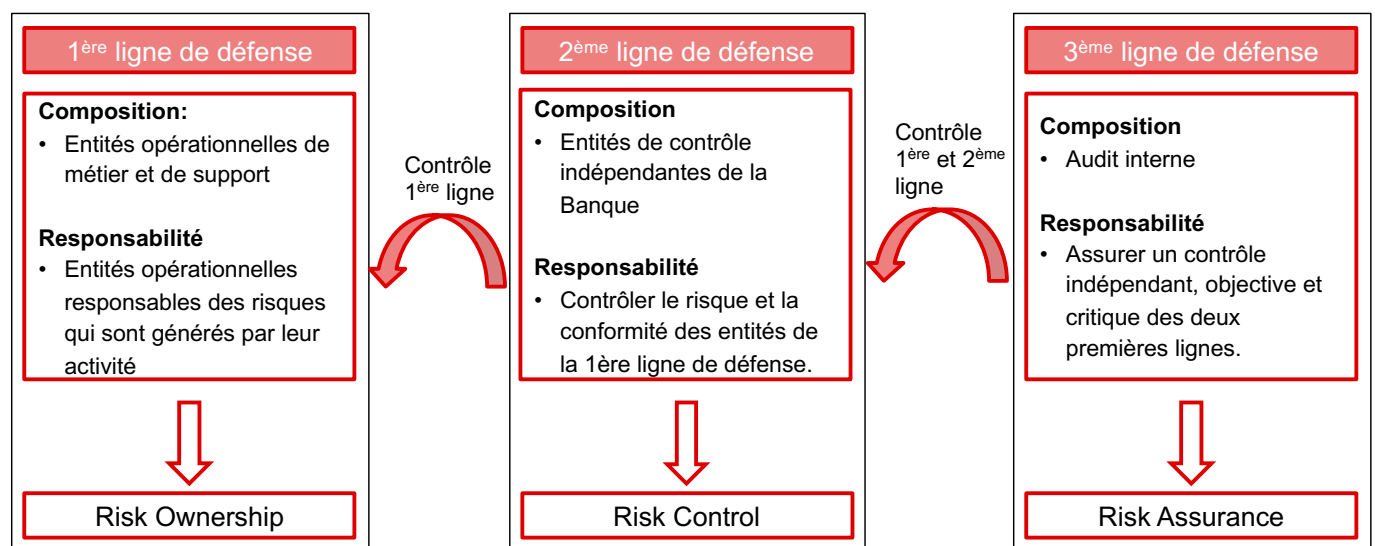 1ère ligne de défense
Composition:
• Entités opérationnelles de
métier et de support
Responsabilité
• Entités opérationnelles
responsables des risques
qui sont générés par leur
activité
Risk Ownership
Contrôle
1ère ligne
2ème ligne de défense
Composition
• Entités de contrôle
indépendantes de la
Banque
Responsabilité
• Contrôler le risque et la
conformité des entités de
la 1ère ligne de défense.
Risk Control
Contrôle
1ère et 2ème
ligne
3ème ligne de défense
Composition
• Audit interne
Responsabilité
• Assurer un contrôle
indépendant, objective et
critique des deux
premières lignes.
Risk Assurance